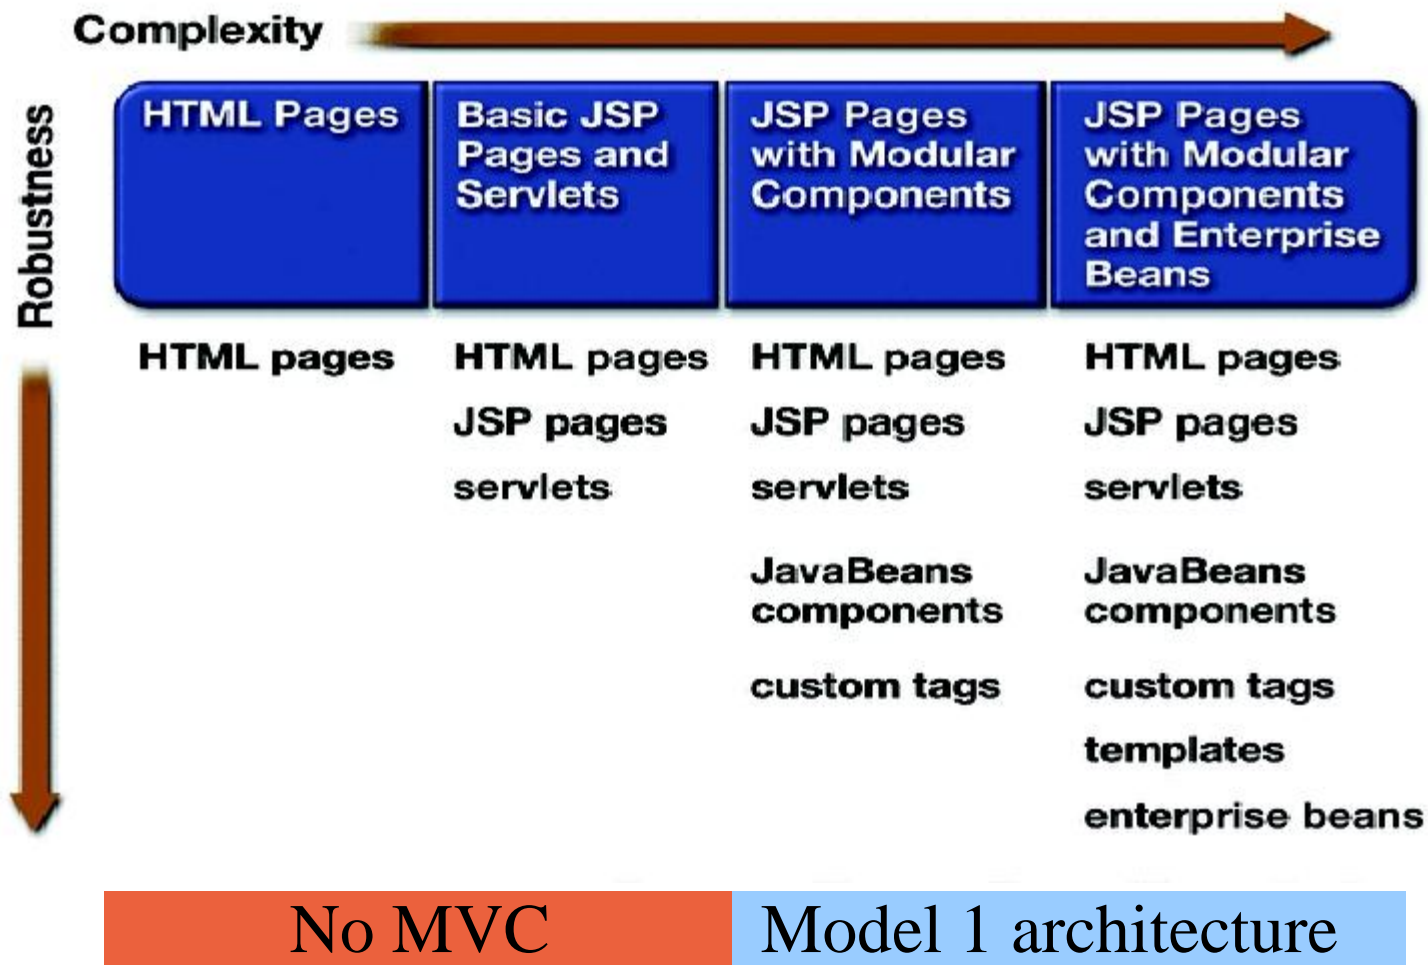 Complexity
Robustness
HTML Pages
Basic JSP
Pages and
Servlets
JSP Pages
with Modular
Components
JSP Pages
with Modular
Components
and Enterprise
Beans
HTML pages
HTML pages
JSP pages
servlets
HTML pages
JSP pages
servlets
JavaBeans
components
custom tags
HTML pages
JSP pages
servlets
JavaBeans
components
custom tags
templates
enterprise beans
No MVC
Model 1 architecture